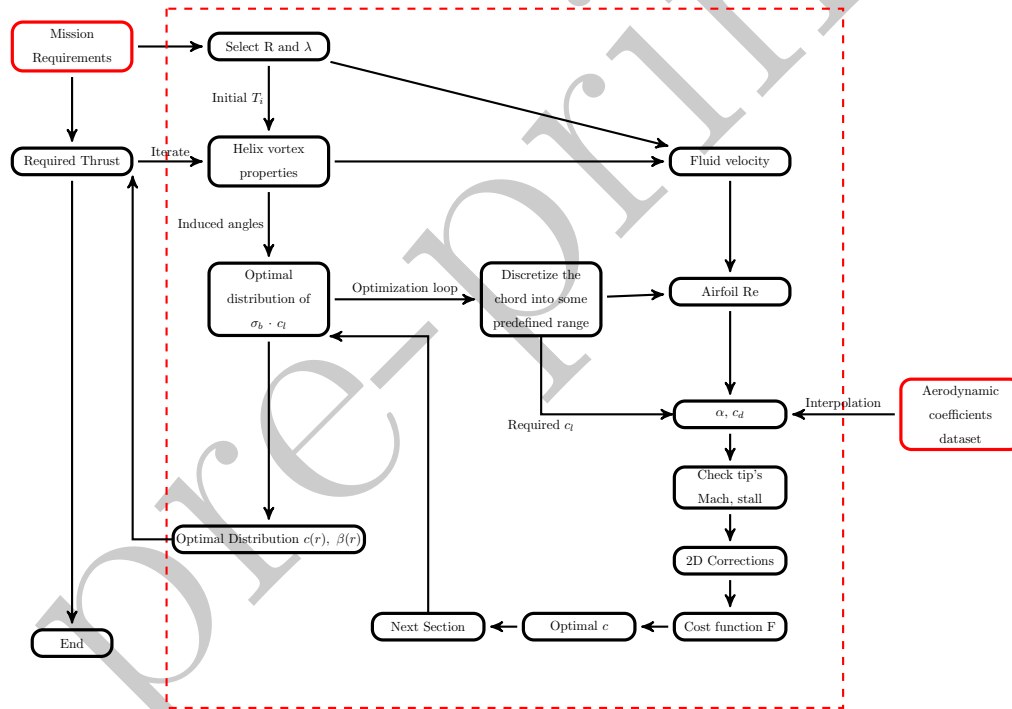 Mission
Requirements
Select R and λ
Initial T_i
Required Thrust
Iterate
Helix vortex
properties
Fluid velocity
Induced angles
Optimal
distribution of
σ_b · c_l
Optimization loop
Discretize the
chord into some
predefined range
Airfoil Re
Required c_l
α, c_d
Interpolation
Aerodynamic
coefficients
dataset
Check tip's
Mach, stall
Optimal Distribution c(r), β(r)
2D Corrections
Next Section
Optimal c
Cost function F
End
pre-prin